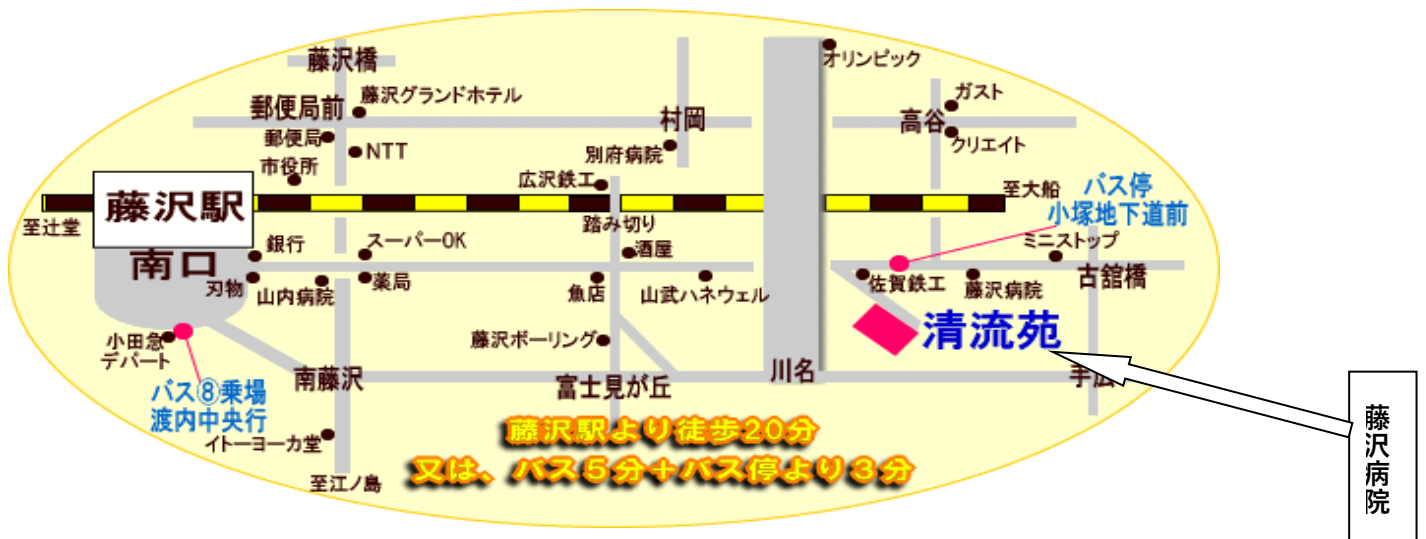 藤沢橋
オリンピック
藤沢グランドホテル
ガスト
郵便局前
村岡
高谷
郵便局
NTT
別府病院
クリエイト
市役所
広沢鉄工
至大船
バス停
小塚地下道前
藤沢駅
至辻堂
踏み切り
南口
銀行
スーパーOK
酒屋
ミニストップ
刃物
山内病院
薬局
魚店
山武ハネウェル
佐賀鉄工
藤沢病院
古舘橋
小田急
デパート
藤沢ボーリング
清流苑
南藤沢
富士見が丘
川名
手広
バス⑧乗場
渡内中央行
イトーヨーカ堂
至江ノ島
藤沢駅より徒歩20分
又は、バス5分+バス停より3分
藤沢病院